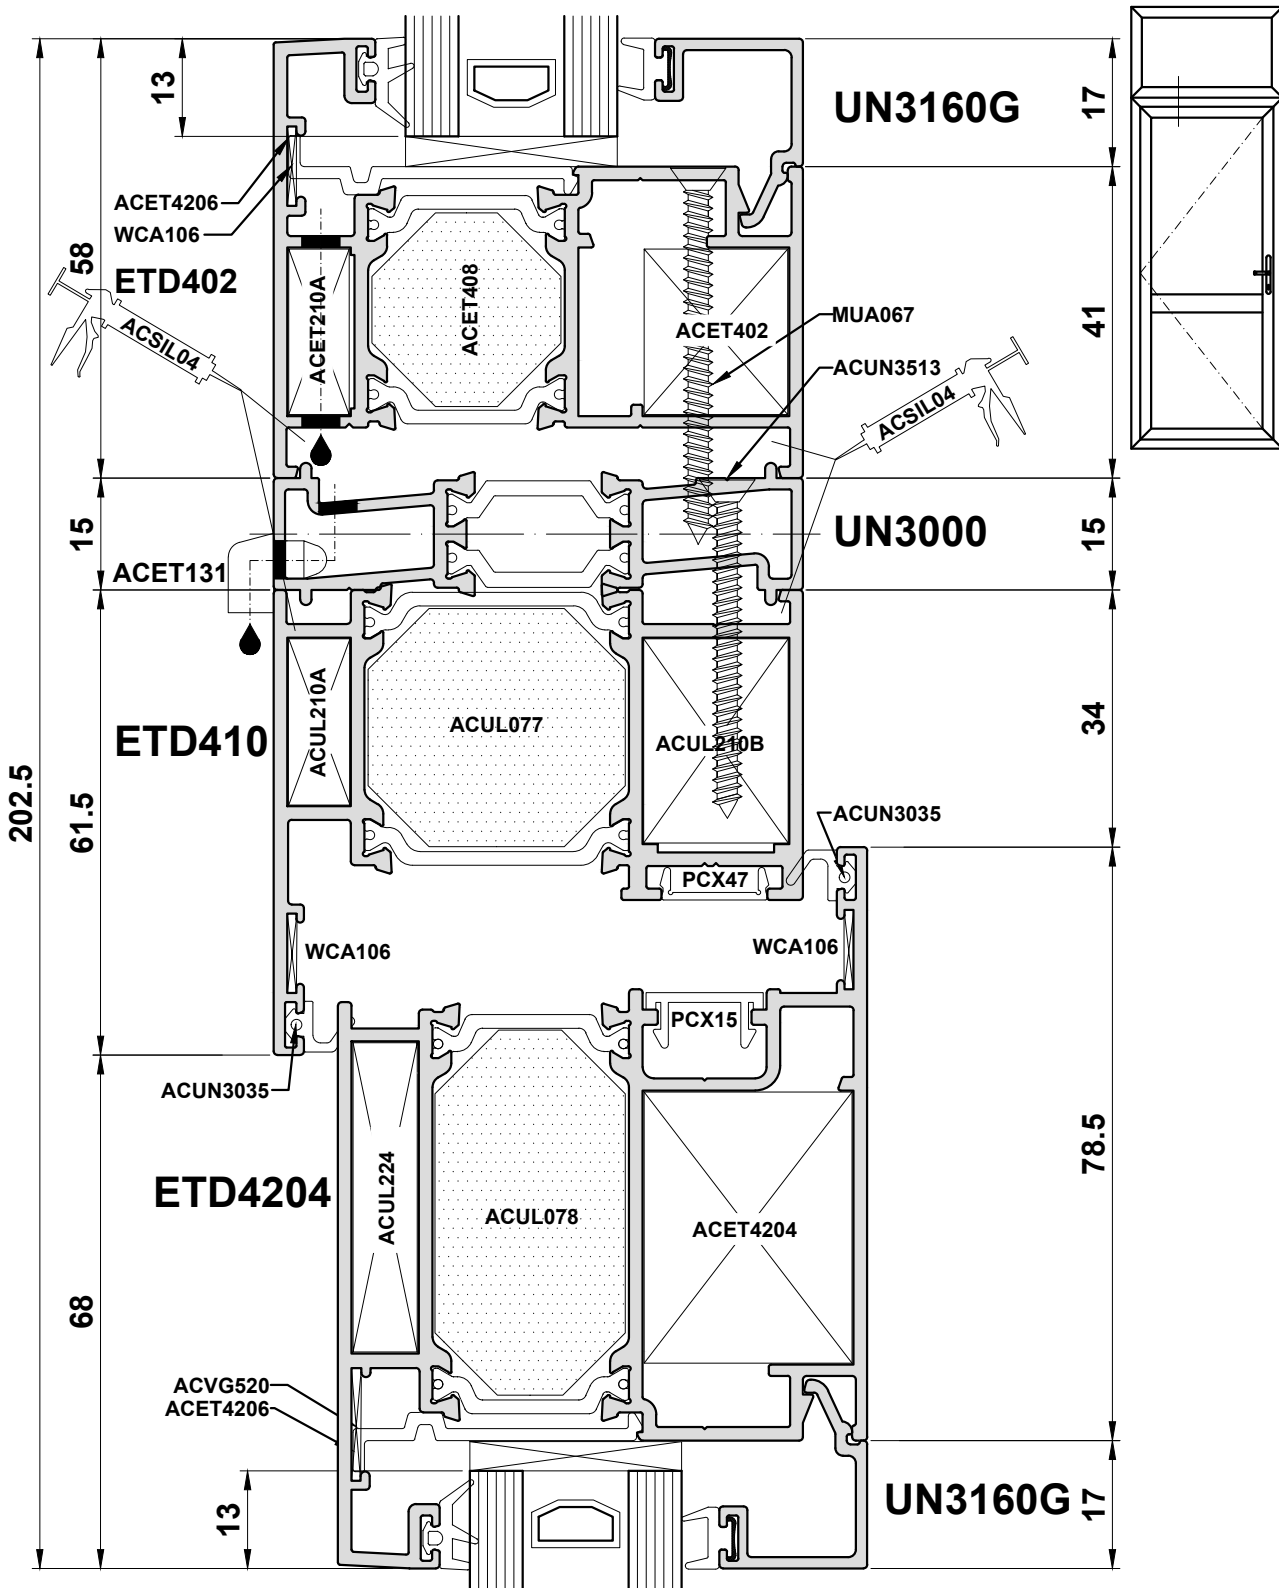 13
17
UN3160G
ACET4206
WCA106
58
ETD402
ACSIL04
ACET210A
ACET408
ACET402
MUA067
ACUN3513
41
ACSIL04
15
ACET131
UN3000
15
202.5
61.5
ETD410
ACUL210A
ACUL077
ACUL210B
34
ACUN3035
PCX47
WCA106
WCA106
PCX15
ACUN3035
78.5
ETD4204
ACUL224
ACUL078
ACET4204
68
ACVG520
ACET4206
13
UN3160G
17